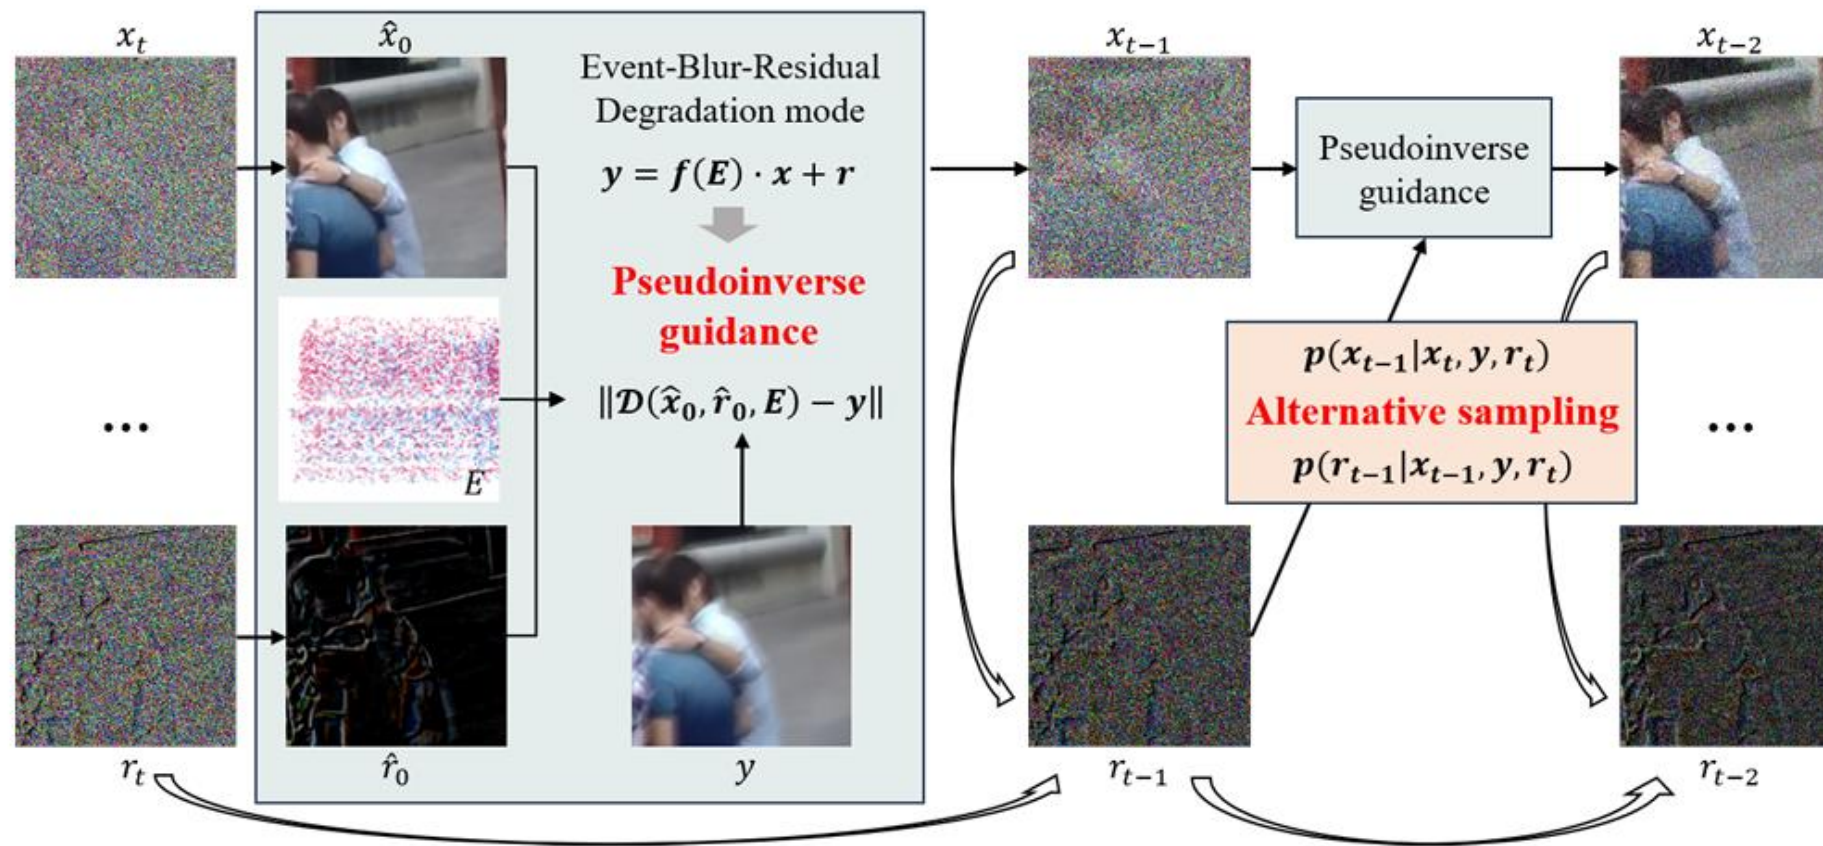 x_t
x̂_0
Event-Blur-Residual
Degradation mode
y = f(E) · x + r
Pseudoinverse
guidance
‖𝒟(x̂_0, r̂_0, E) − y‖
E
...
r_t
r̂_0
y
x_{t−1}
Pseudoinverse
guidance
x_{t−2}
p(x_{t−1}|x_t, y, r_t)
Alternative sampling
p(r_{t−1}|x_{t−1}, y, r_t)
...
r_{t−1}
r_{t−2}